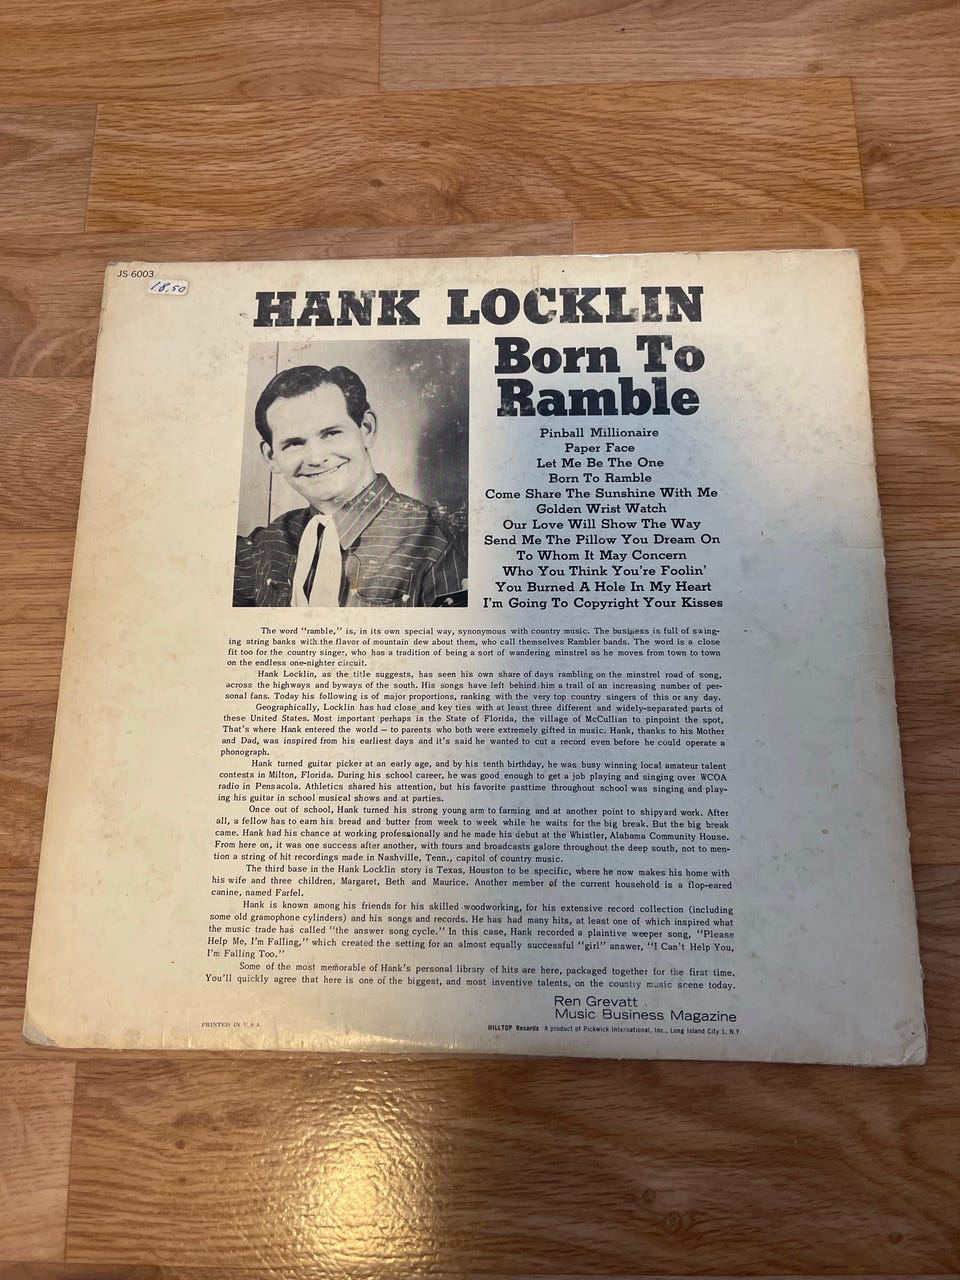 JS-6003
18,50
HANK LOCKLIN
Born To
Ramble
Pinball Millionaire
Paper Face
Let Me Be The One
Born To Ramble
Come Share The Sunshine With Me
Golden Wrist Watch
Our Love Will Show The Way
Send Me The Pillow You Dream On
To Whom It May Concern
Who You Think You're Foolin'
You Burned A Hole In My Heart
I'm Going To Copyright Your Kisses
The word "ramble," is, in its own special way, synonymous with country music. The business is full of swing-
ing string banks with the flavor of mountain dew about them, who call themselves Rambler bands. The word is a close
fit too for the country singer, who has a tradition of being a sort of wandering minstrel as he moves from town to town
on the endless one-nighter circuit.
Hank Locklin, as the title suggests, has seen his own share of days rambling on the minstrel road of song,
across the highways and byways of the south. His songs have left behind him a trail of an increasing number of per-
sonal fans. Today his following is of major proportions, ranking with the very top country singers of this or any day.
Geographically, Locklin has had close and key ties with at least three different and widely-separated parts of
these United States. Most important perhaps is the State of Florida, the village of McCullian to pinpoint the spot,
That's where Hank entered the world — to parents who both were extremely gifted in music. Hank, thanks to his Mother
and Dad, was inspired from his earliest days and it's said he wanted to cut a record even before he could operate a
phonograph.
Hank turned guitar picker at an early age, and by his tenth birthday, he was busy winning local amateur talent
contests in Milton, Florida. During his school career, he was good enough to get a job playing and singing over WCOA
radio in Pensacola. Athletics shared his attention, but his favorite pasttime throughout school was singing and play-
ing his guitar in school musical shows and at parties.
Once out of school, Hank turned his strong young arm to farming and at another point to shipyard work. After
all, a fellow has to earn his bread and butter from week to week while he waits for the big break. But the big break
came. Hank had his chance at working professionally and he made his debut at the Whistler, Alabama Community House.
From here on, it was one success after another, with tours and broadcasts galore throughout the deep south, not to men-
tion a string of hit recordings made in Nashville, Tenn., capitol of country music.
The third base in the Hank Locklin story is Texas, Houston to be specific, where he now makes his home with
his wife and three children, Margaret, Beth and Maurice. Another member of the current household is a flop-eared
canine, named Farfel.
Hank is known among his friends for his skilled woodworking, for his extensive record collection (including
some old gramophone cylinders) and his songs and records. He has had many hits, at least one of which inspired what
the music trade has called "the answer song cycle." In this case, Hank recorded a plaintive weeper song, "Please
Help Me, I'm Falling," which created the setting for an almost equally successful "girl" answer, "I Can't Help You,
I'm Falling Too."
Some of the most memorable of Hank's personal library of hits are here, packaged together for the first time.
You'll quickly agree that here is one of the biggest, and most inventive talents, on the country music scene today.
Ren Grevatt
Music Business Magazine
PRINTED IN U.S.A.
HILLTOP Records A product of Pickwick International, Inc., Long Island City 1, N.Y.